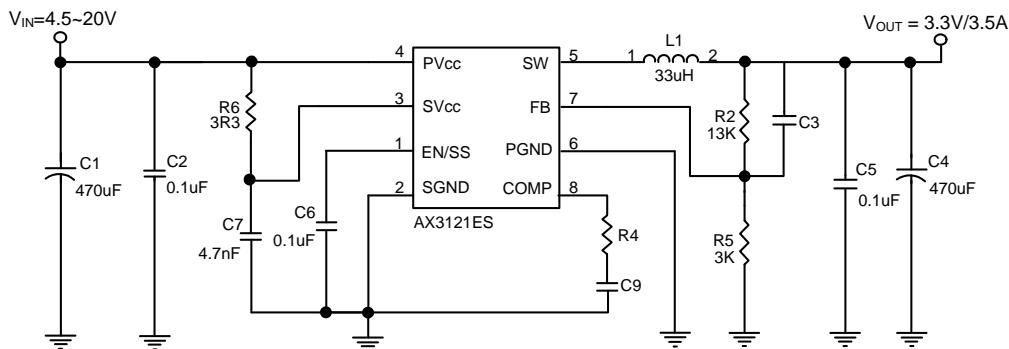 VIN=4.5~20V
VOUT = 3.3V/3.5A
4
PVcc
SW
5
1
L1
2
33uH
R6
3R3
3
SVcc
FB
7
R2
13K
C3
1
EN/SS
PGND
6
C1
470uF
C2
0.1uF
2
SGND
COMP
8
C5
0.1uF
C4
470uF
C7
4.7nF
C6
0.1uF
AX3121ES
R4
R5
3K
C9